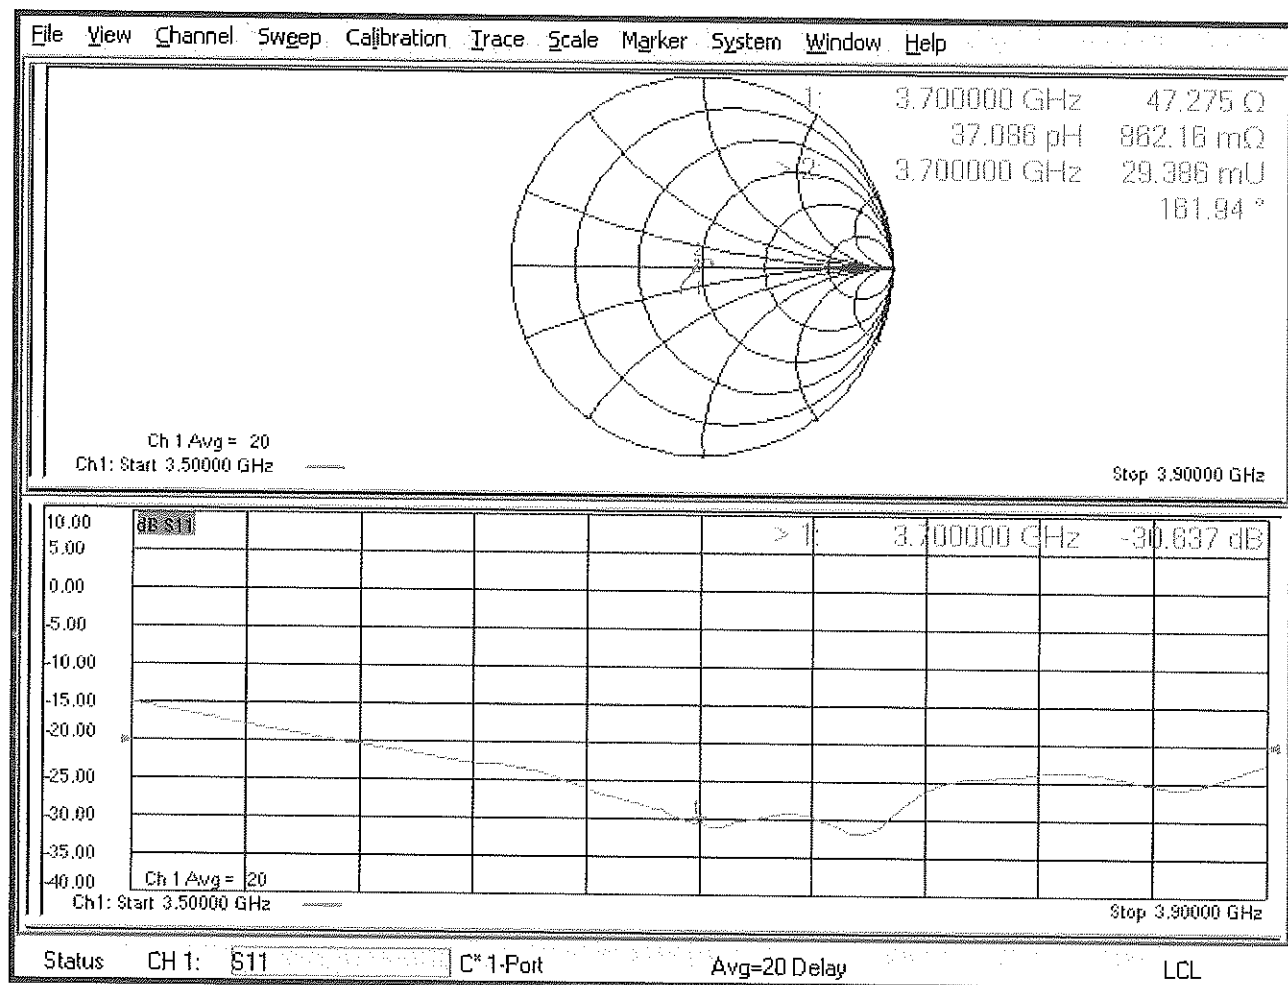 File View Channel Sweep Calibration Trace Scale Marker System Window Help
1: 3.700000 GHz 47.275 Ω
37.086 pH 862.16 mΩ
> 2: 3.700000 GHz 29.386 mU
161.94 °
Ch 1 Avg = 20
Ch1: Start 3.50000 GHz
Stop 3.90000 GHz
10.00
5.00
0.00
-5.00
-10.00
-15.00
-20.00
-25.00
-30.00
-35.00
-40.00
dB S11
> 1: 3.700000 GHz -30.637 dB
Ch 1 Avg = 20
Ch1: Start 3.50000 GHz
Stop 3.90000 GHz
Status CH 1: S11 C* 1-Port Avg=20 Delay LCL